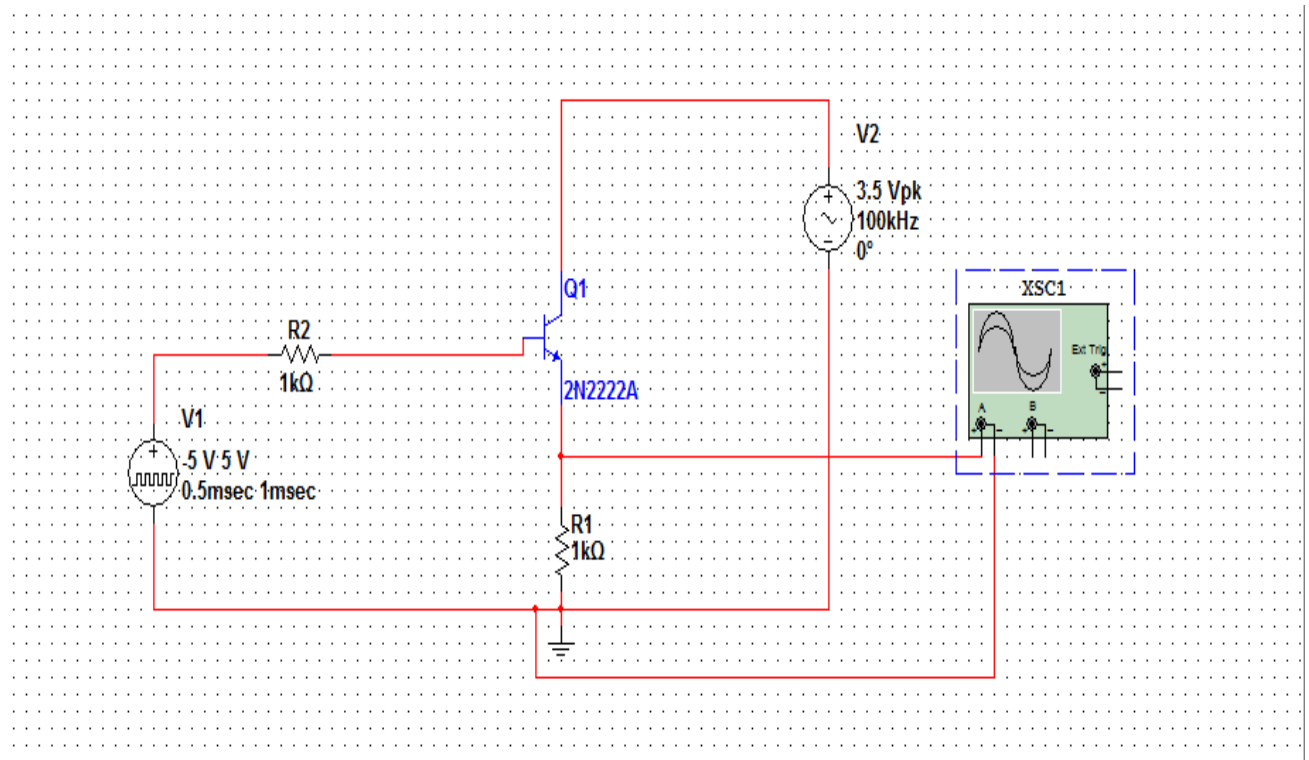 V2
3.5 Vpk
100kHz
0°
Q1
XSC1
R2
Ext Trig
1kΩ
2N2222A
A
B
V1
-5 V 5 V
0.5msec 1msec
R1
1kΩ